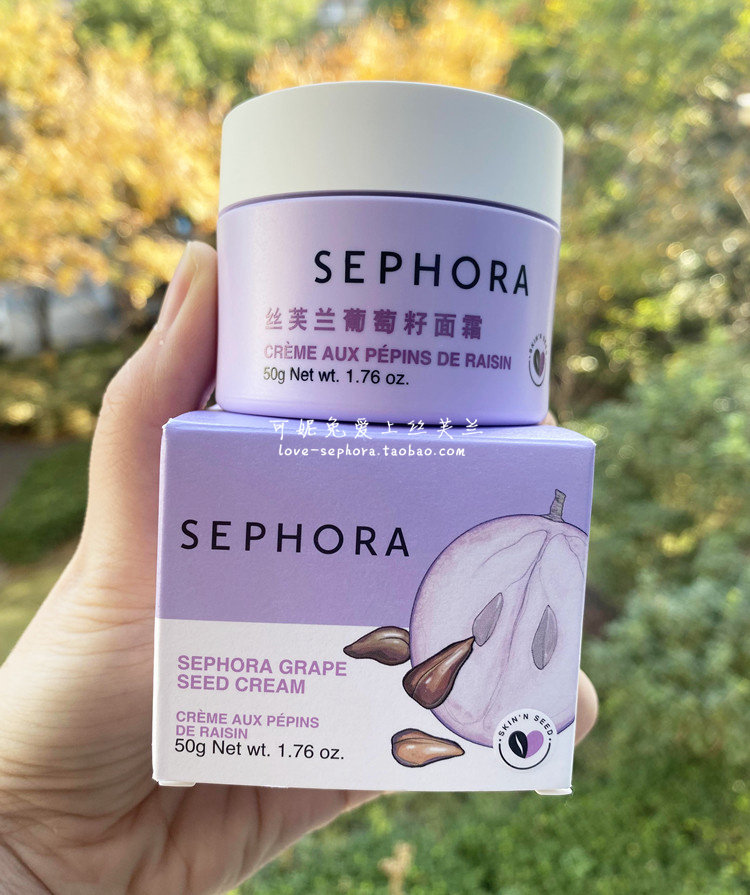 SEPHORA
丝芙兰葡萄籽面霜
CRÈME AUX PÉPINS DE RAISIN
50g Net wt. 1.76 oz.
可妮兔爱上丝芙兰
love-sephora.taobao.com
SEPHORA
SEPHORA GRAPE
SEED CREAM
CRÈME AUX PÉPINS
DE RAISIN
50g Net wt. 1.76 oz.
SKIN'N SEED